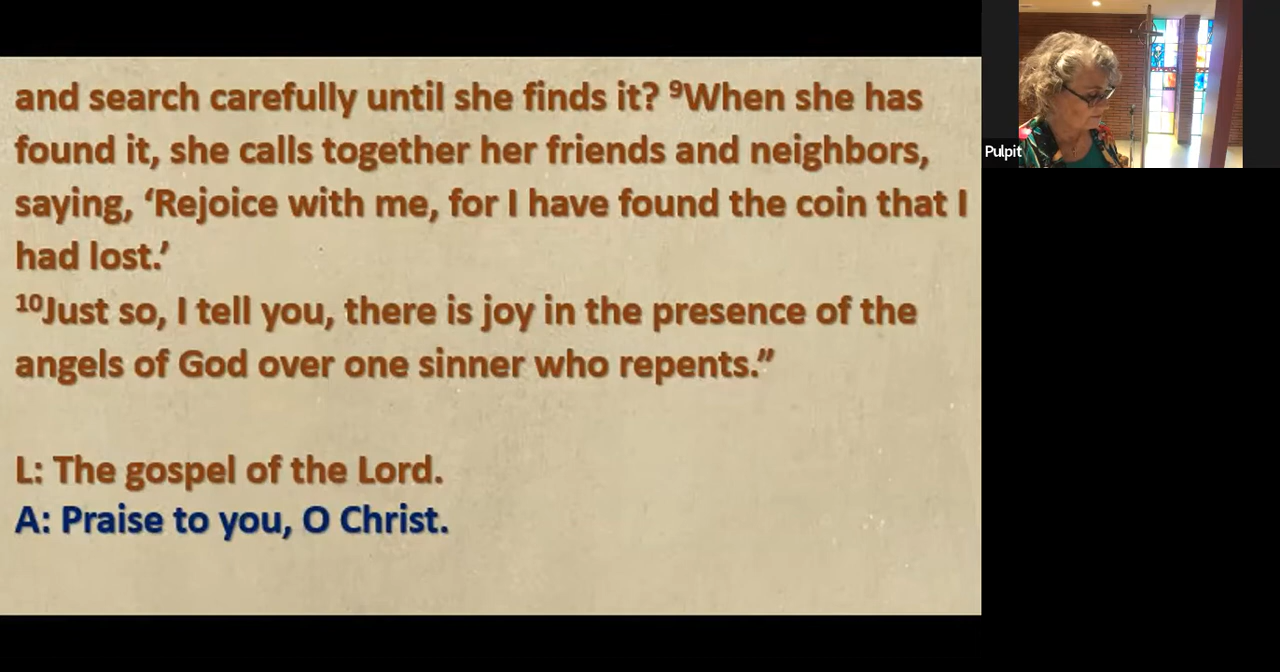 and search carefully until she finds it? ⁹When she has
found it, she calls together her friends and neighbors,
saying, ‘Rejoice with me, for I have found the coin that I
had lost.’
¹⁰Just so, I tell you, there is joy in the presence of the
angels of God over one sinner who repents.”
L: The gospel of the Lord.
A: Praise to you, O Christ.
Pulpit